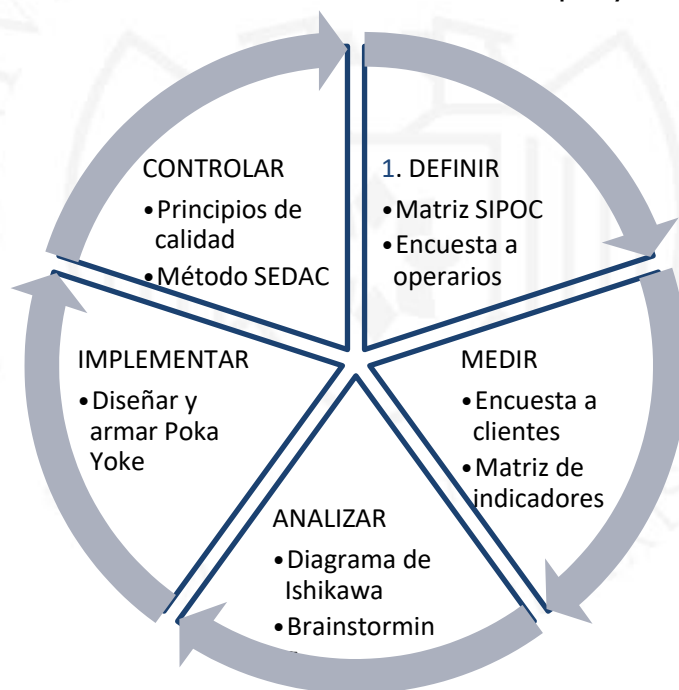 CONTROLAR
•Principios de
calidad
•Método SEDAC
1. DEFINIR
•Matriz SIPOC
•Encuesta a
operarios
MEDIR
•Encuesta a
clientes
•Matriz de
indicadores
ANALIZAR
•Diagrama de
Ishikawa
•Brainstormin
IMPLEMENTAR
•Diseñar y
armar Poka
Yoke